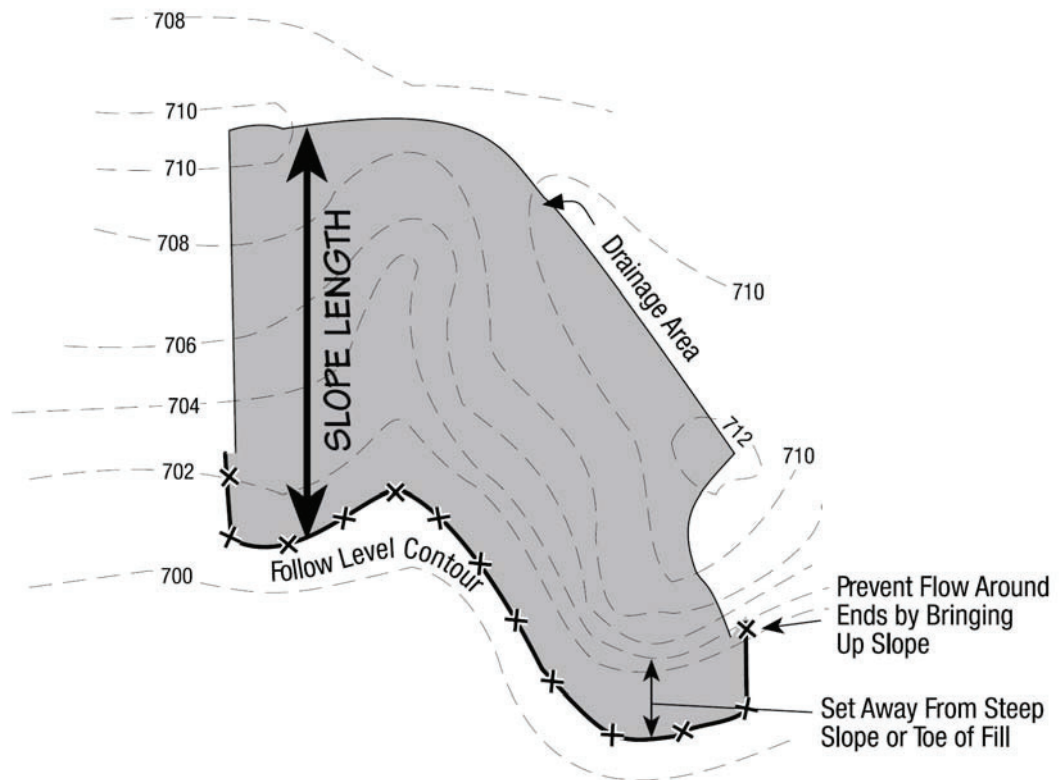 708
710
710
708
SLOPE LENGTH
Drainage Area
710
706
704
712
710
702
Follow Level Contour
700
Prevent Flow Around
Ends by Bringing
Up Slope
Set Away From Steep
Slope or Toe of Fill